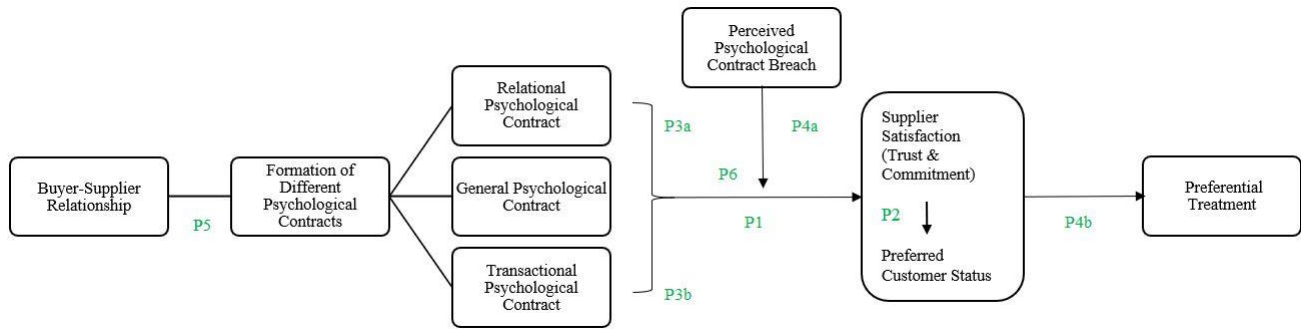 Perceived
Psychological
Contract Breach
Relational
Psychological
Contract
P3a
P4a
Supplier
Satisfaction
(Trust &
Commitment)
Buyer-Supplier
Relationship
P5
Formation of
Different
Psychological
Contracts
General Psychological
Contract
P6
P1
P2
Preferred
Customer Status
P4b
Preferential
Treatment
Transactional
Psychological
Contract
P3b